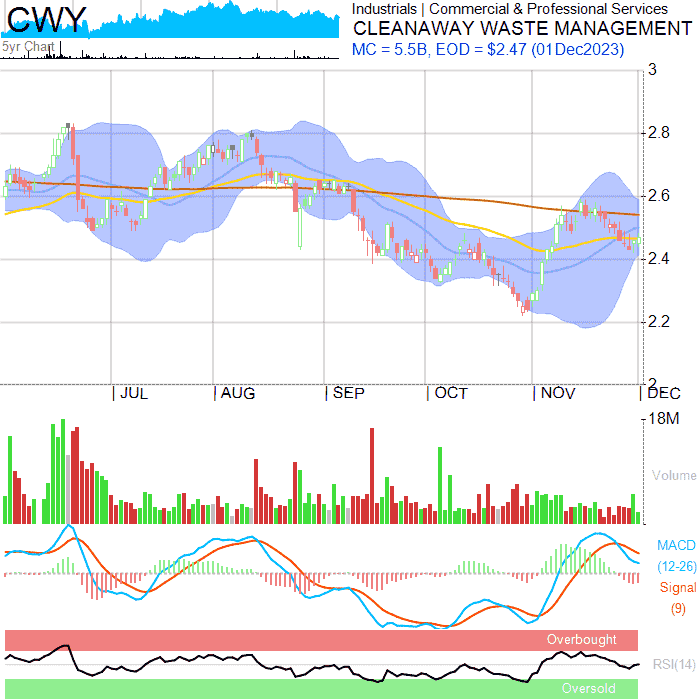 CWY
5yr Chart
Industrials | Commercial & Professional Services
CLEANAWAY WASTE MANAGEMENT
MC = 5.5B, EOD = $2.47 (01Dec2023)
3
2.8
2.6
2.4
2.2
2
| JUL | AUG | SEP | OCT | NOV | DEC
18M
Volume
MACD
(12-26)
Signal
(9)
Overbought
RSI(14)
Oversold